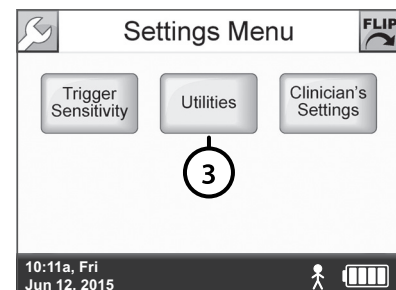 Settings Menu
FLIP
Trigger
Sensitivity
Utilities
Clinician's
Settings
3
10:11a, Fri
Jun 12, 2015